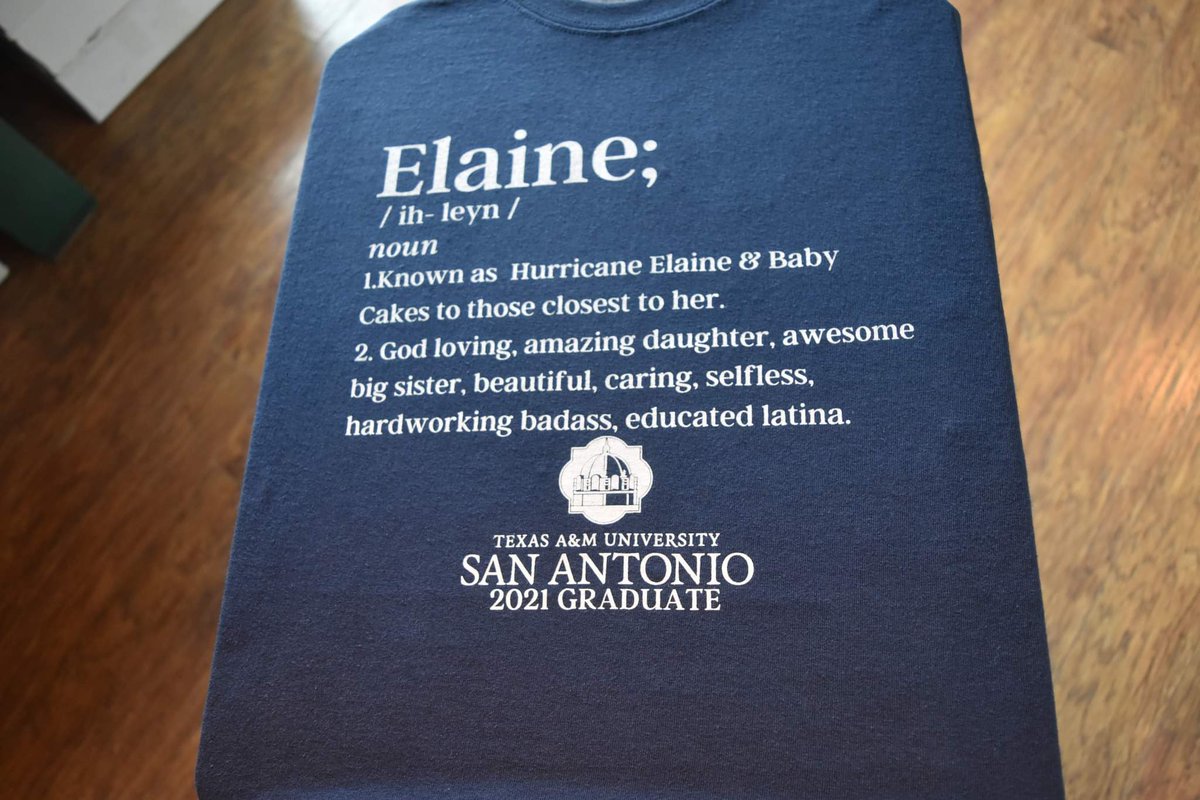 Elaine;
/ ih- leyn /
noun
1.Known as Hurricane Elaine & Baby
Cakes to those closest to her.
2. God loving, amazing daughter, awesome
big sister, beautiful, caring, selfless,
hardworking badass, educated latina.
TEXAS A&M UNIVERSITY
SAN ANTONIO
2021 GRADUATE